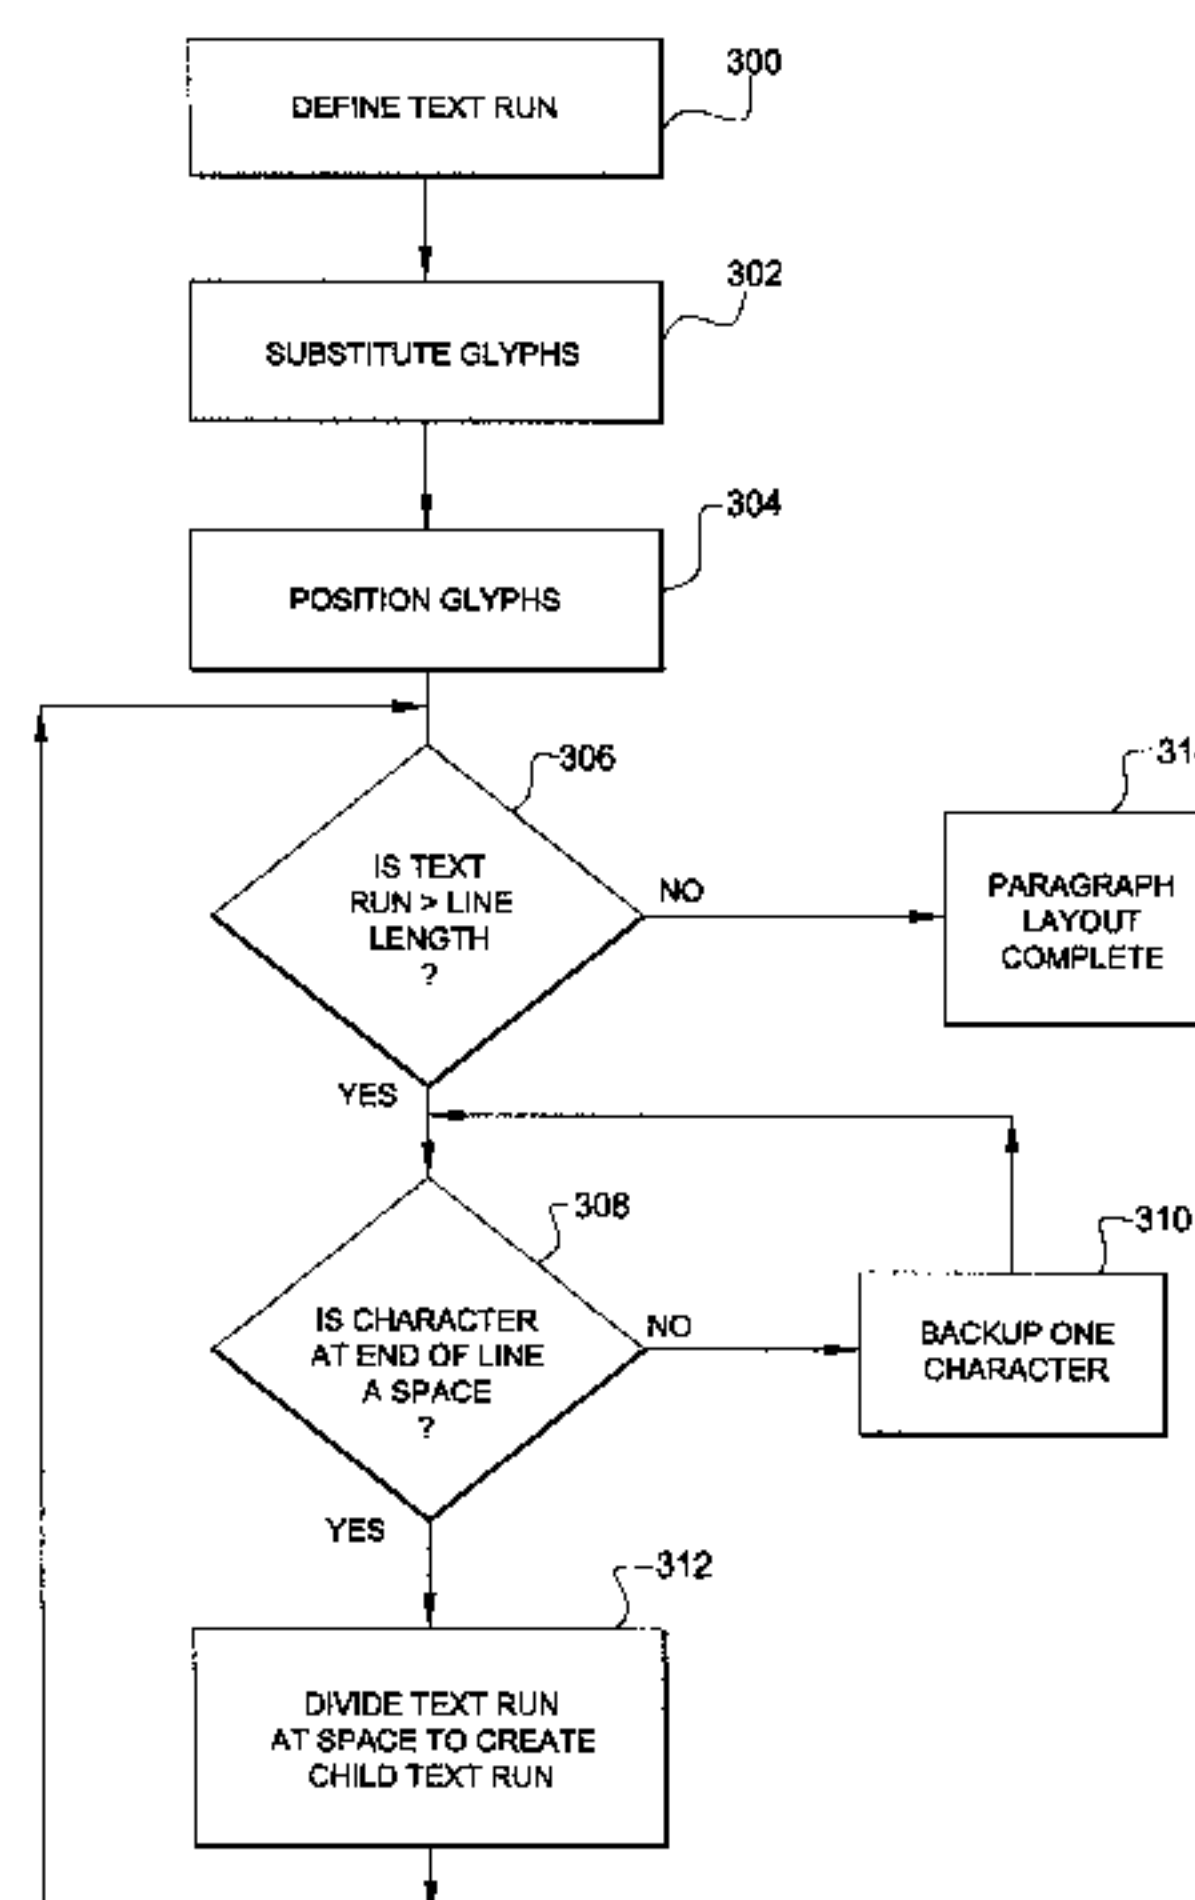 300
DEFINE TEXT RUN
302
SUBSTITUTE GLYPHS
304
POSITION GLYPHS
306
IS TEXT
RUN > LINE
LENGTH
?
NO
PARAGRAPH
LAYOUT
COMPLETE
YES
308
IS CHARACTER
AT END OF LINE
A SPACE
?
NO
310
BACKUP ONE
CHARACTER
YES
312
DIVIDE TEXT RUN
AT SPACE TO CREATE
CHILD TEXT RUN